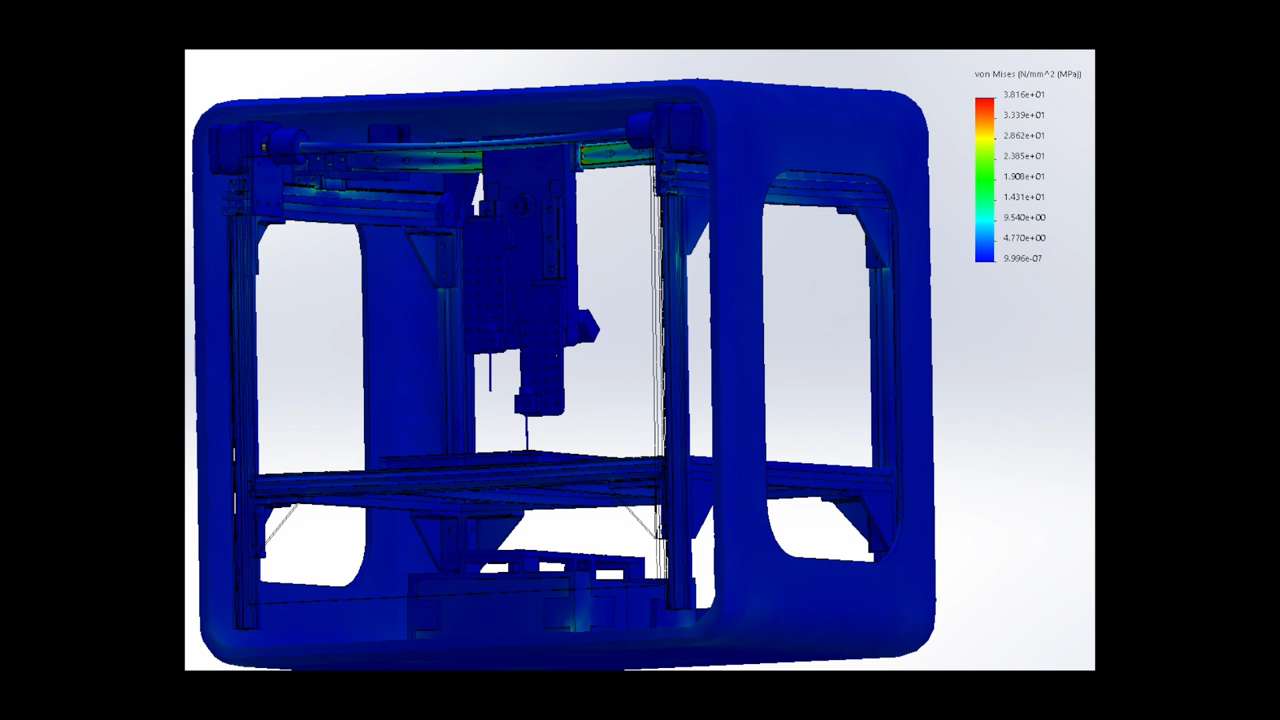 von Mises (N/mm^2 (MPa))
3.816e+01
3.339e+01
2.862e+01
2.385e+01
1.908e+01
1.431e+01
9.540e+00
4.770e+00
9.996e-07